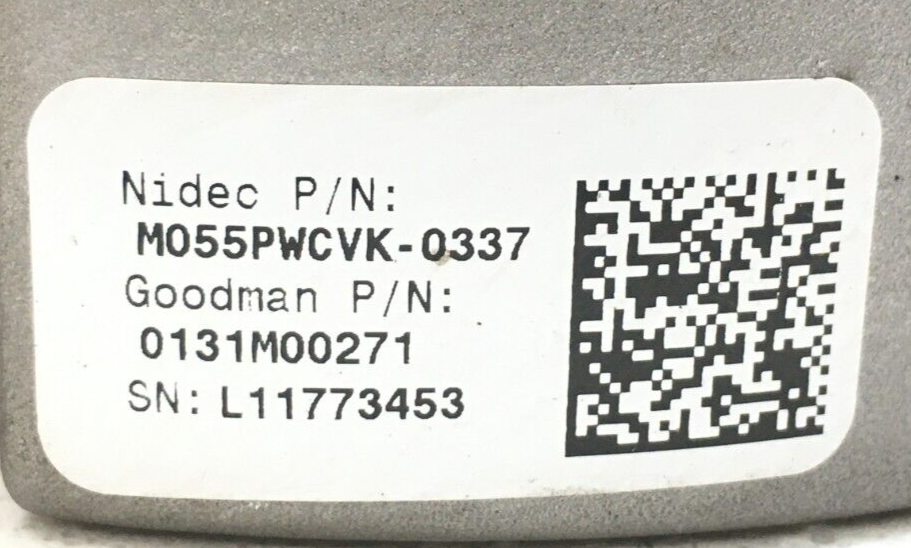 Nidec P/N:
M055PWCVK-0337
Goodman P/N:
0131M00271
SN: L11773453